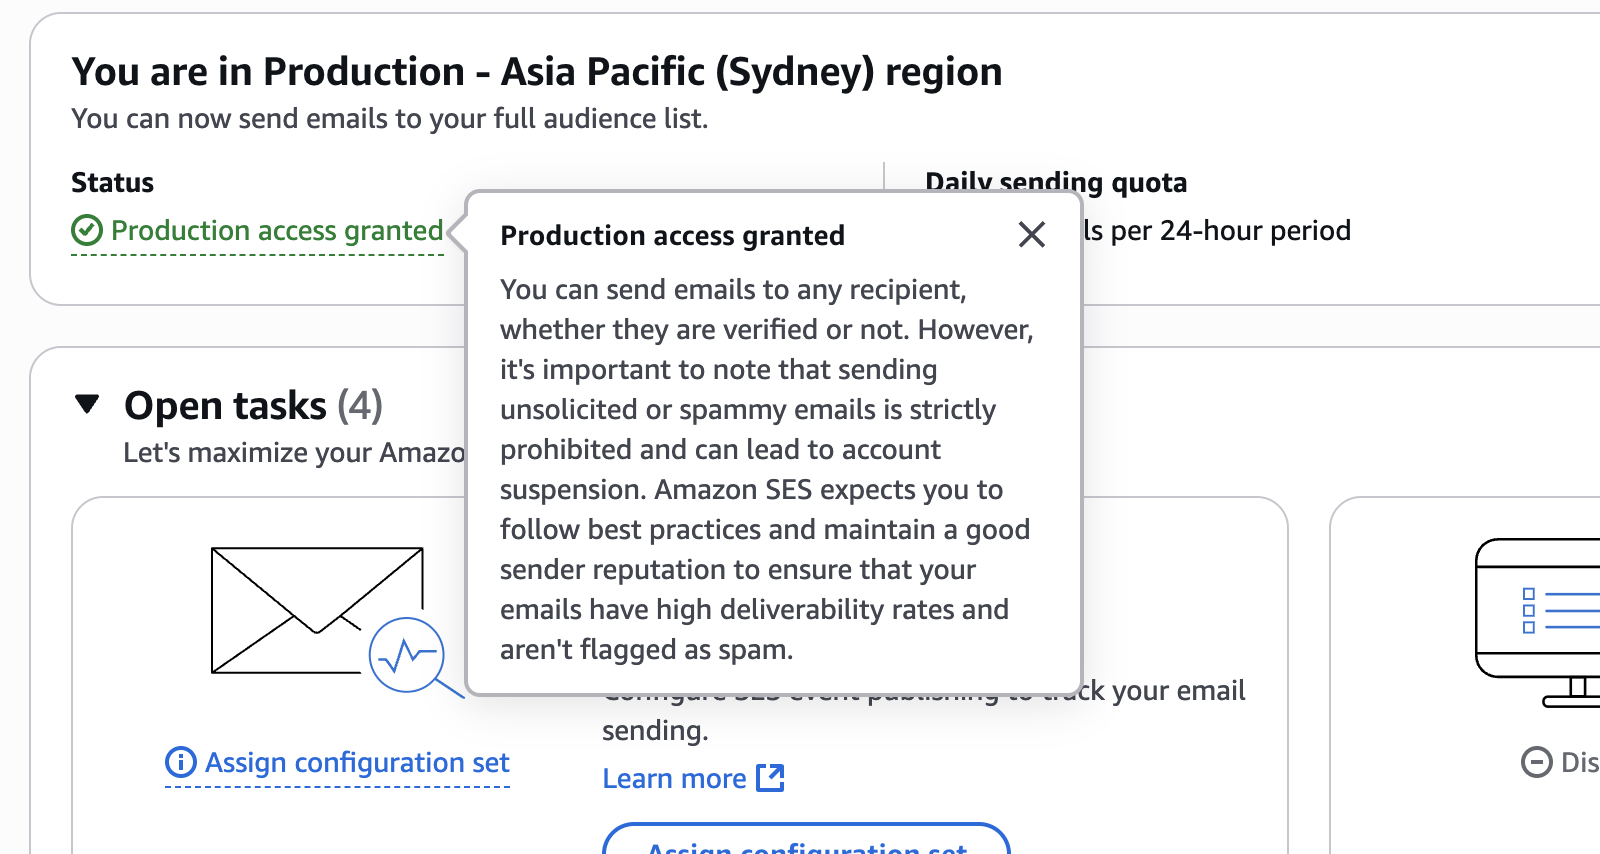 You are in Production - Asia Pacific (Sydney) region
You can now send emails to your full audience list.
Status
Production access granted
Daily sending quota
ls per 24-hour period
Production access granted
You can send emails to any recipient,
whether they are verified or not. However,
it's important to note that sending
unsolicited or spammy emails is strictly
prohibited and can lead to account
suspension. Amazon SES expects you to
follow best practices and maintain a good
sender reputation to ensure that your
emails have high deliverability rates and
aren't flagged as spam.
Open tasks (4)
Let's maximize your Amazo
Configure SES event publishing to track your email
sending.
Learn more
Assign configuration set
Assign configuration set
Dis